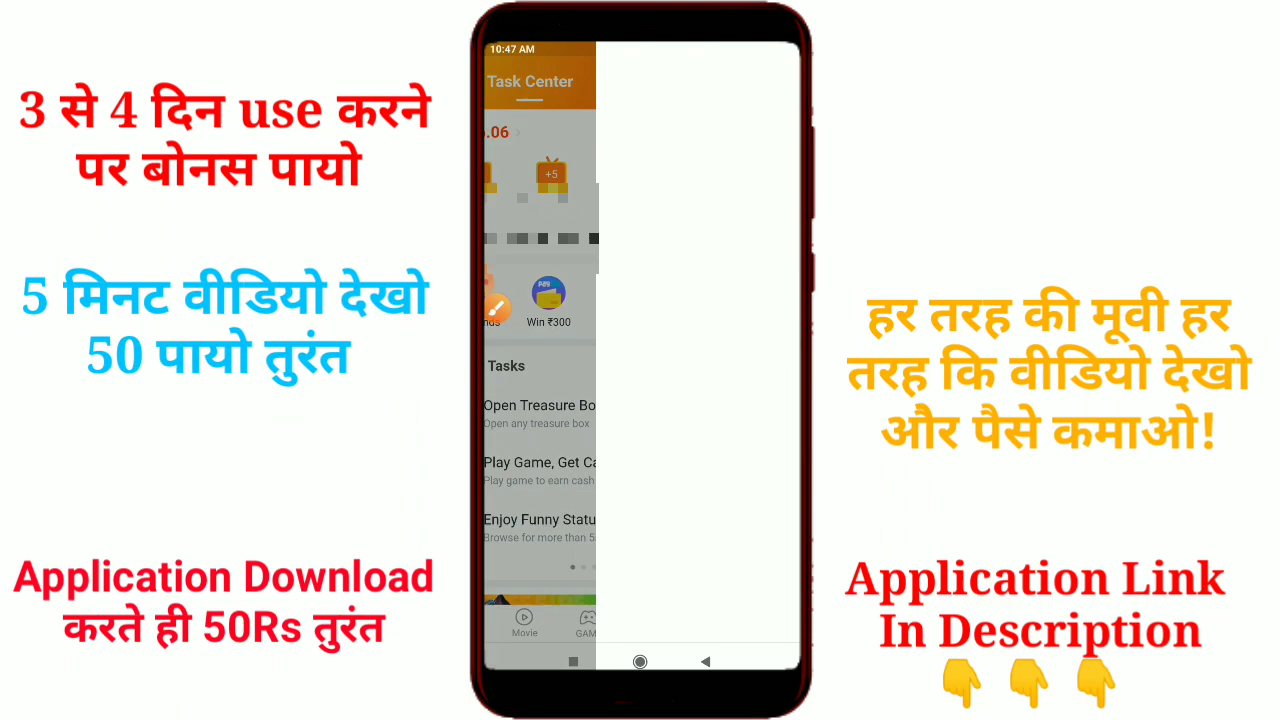 3 से 4 दिन use करने
पर बोनस पायो
5 मिनट वीडियो देखो
50 पायो तुरंत
Application Download
करते ही 50Rs तुरंत
10:47 AM
Task Center
.06
+5
Win ₹300
Tasks
Open Treasure Bo
Open any treasure box
Play Game, Get Ca
Play game to earn cash
Enjoy Funny Statu
Browse for more than 5
Movie
GAM
हर तरह की मूवी हर
तरह कि वीडियो देखो
और पैसे कमाओ!
Application Link
In Description